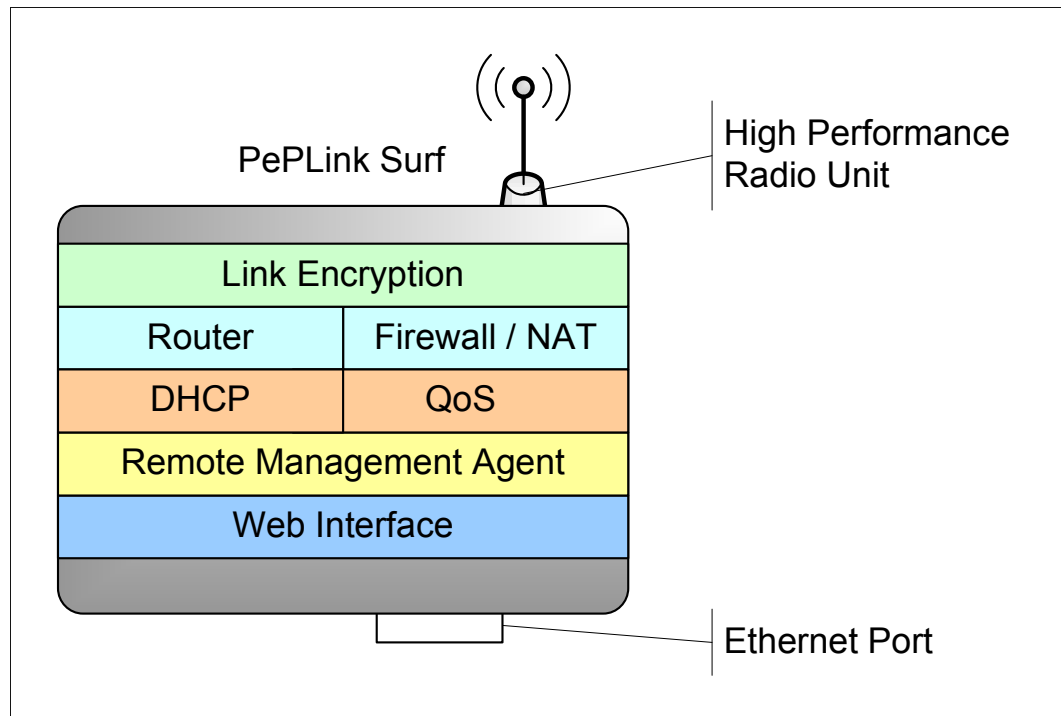 PePLink Surf
High Performance
Radio Unit
Link Encryption
Router
Firewall / NAT
DHCP
QoS
Remote Management Agent
Web Interface
Ethernet Port